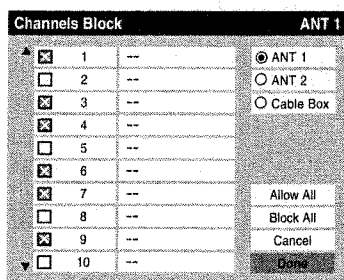 Channels Block ANT 1
1 -- ANT 1
2 -- ANT 2
3 -- Cable Box
4 --
5 --
6 --
7 -- Allow All
8 -- Block All
9 -- Cancel
10 -- Done